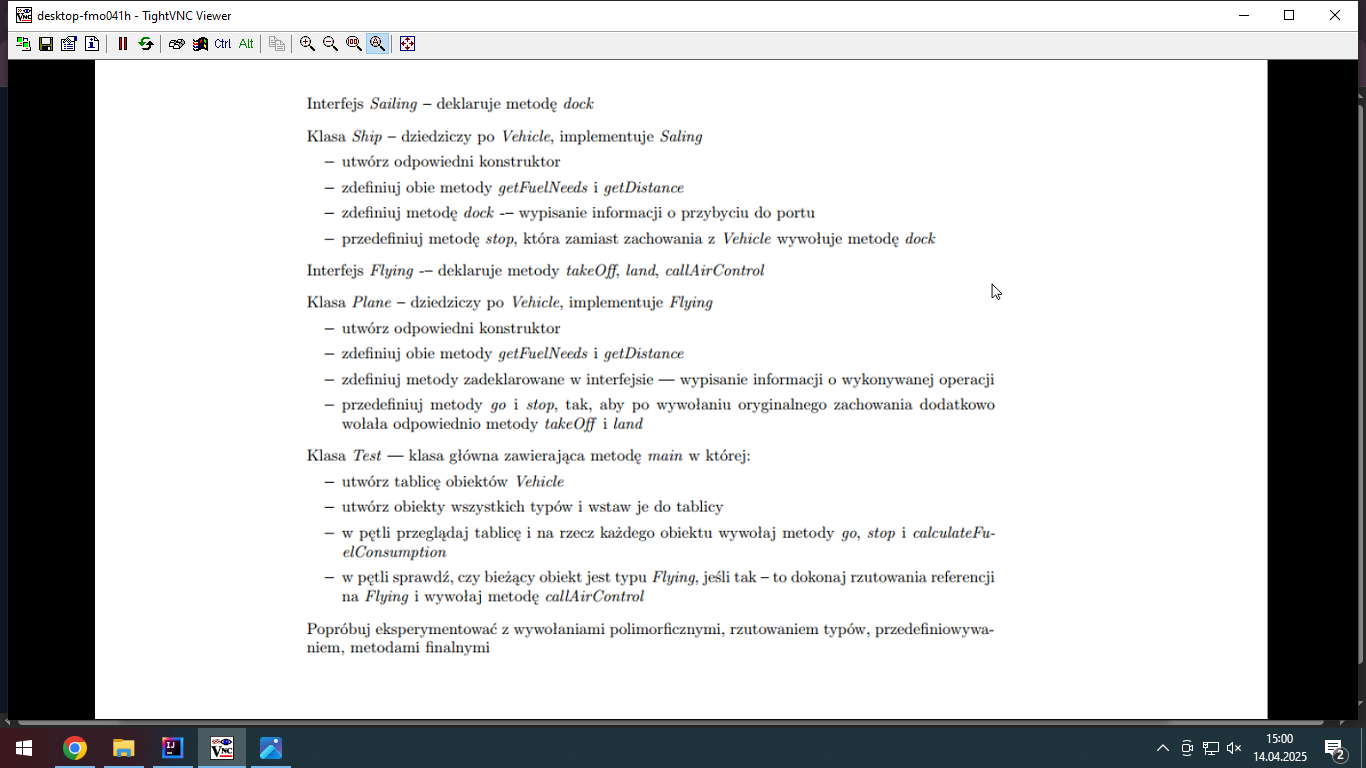 desktop-fmo041h - TightVNC Viewer
Ctrl Alt
Interfejs Sailing – deklaruje metodę dock
Klasa Ship – dziedziczy po Vehicle, implementuje Saling
– utwórz odpowiedni konstruktor
– zdefiniuj obie metody getFuelNeeds i getDistance
– zdefiniuj metodę dock -– wypisanie informacji o przybyciu do portu
– przedefiniuj metodę stop, która zamiast zachowania z Vehicle wywołuje metodę dock
Interfejs Flying -– deklaruje metody takeOff, land, callAirControl
Klasa Plane – dziedziczy po Vehicle, implementuje Flying
– utwórz odpowiedni konstruktor
– zdefiniuj obie metody getFuelNeeds i getDistance
– zdefiniuj metody zadeklarowane w interfejsie — wypisanie informacji o wykonywanej operacji
– przedefiniuj metody go i stop, tak, aby po wywołaniu oryginalnego zachowania dodatkowo
wołała odpowiednio metody takeOff i land
Klasa Test — klasa główna zawierająca metodę main w której:
– utwórz tablicę obiektów Vehicle
– utwórz obiekty wszystkich typów i wstaw je do tablicy
– w pętli przeglądaj tablicę i na rzecz każdego obiektu wywołaj metody go, stop i calculateFu-
elConsumption
– w pętli sprawdź, czy bieżący obiekt jest typu Flying, jeśli tak – to dokonaj rzutowania referencji
na Flying i wywołaj metodę callAirControl
Popróbuj eksperymentować z wywołaniami polimorficznymi, rzutowaniem typów, przedefiniowywa-
niem, metodami finalnymi
15:00
14.04.2025
2